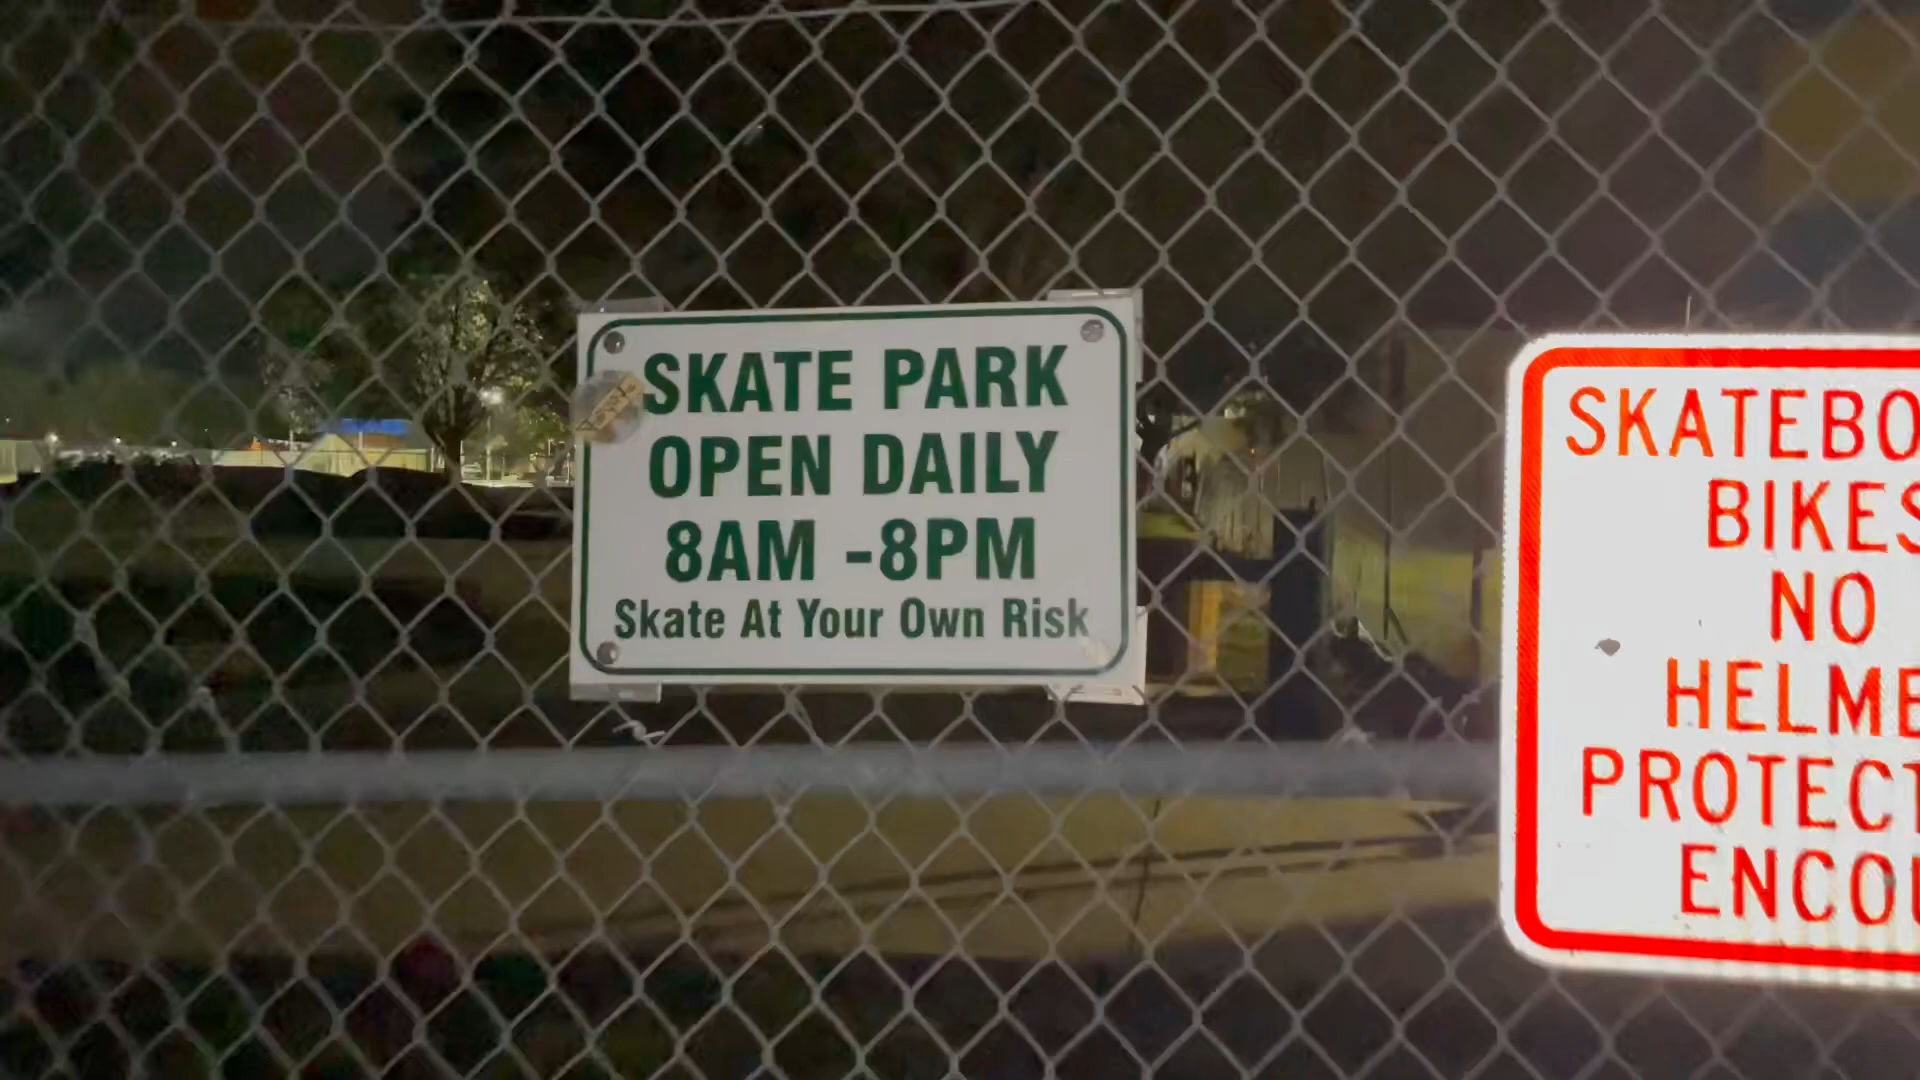 SKATE PARK
OPEN DAILY
8AM -8PM
Skate At Your Own Risk
SKATEBO
BIKES
NO
HELME
PROTECT
ENCOU